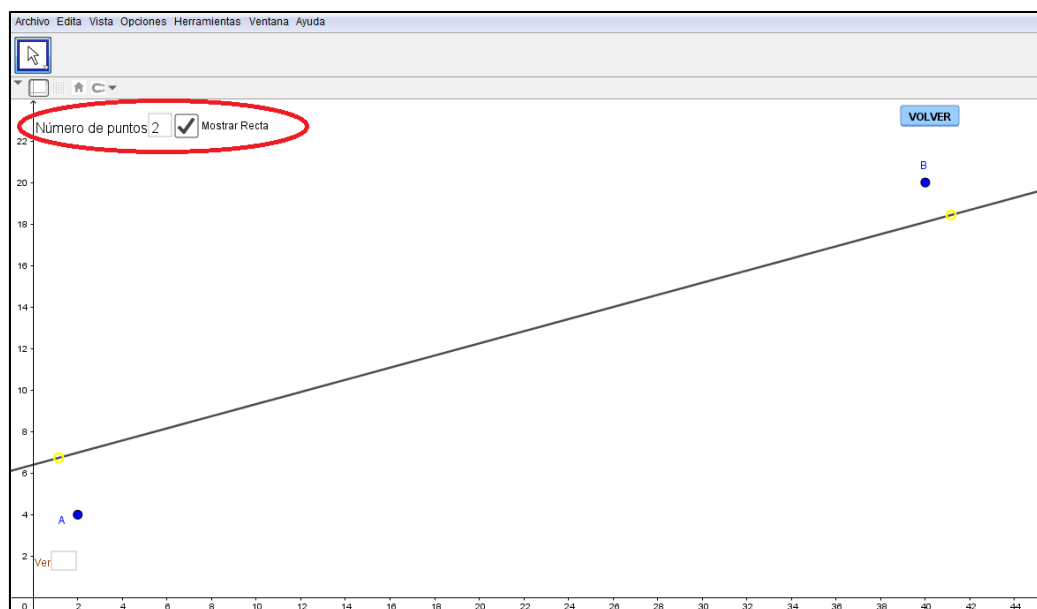 Archivo Edita Vista Opciones Herramientas Ventana Ayuda
Número de puntos 2 Mostrar Recta
VOLVER
22
B
20
18
16
14
12
10
8
6
4
A
2
Ver
0 2 4 6 8 10 12 14 16 18 20 22 24 26 28 30 32 34 36 38 40 42 44